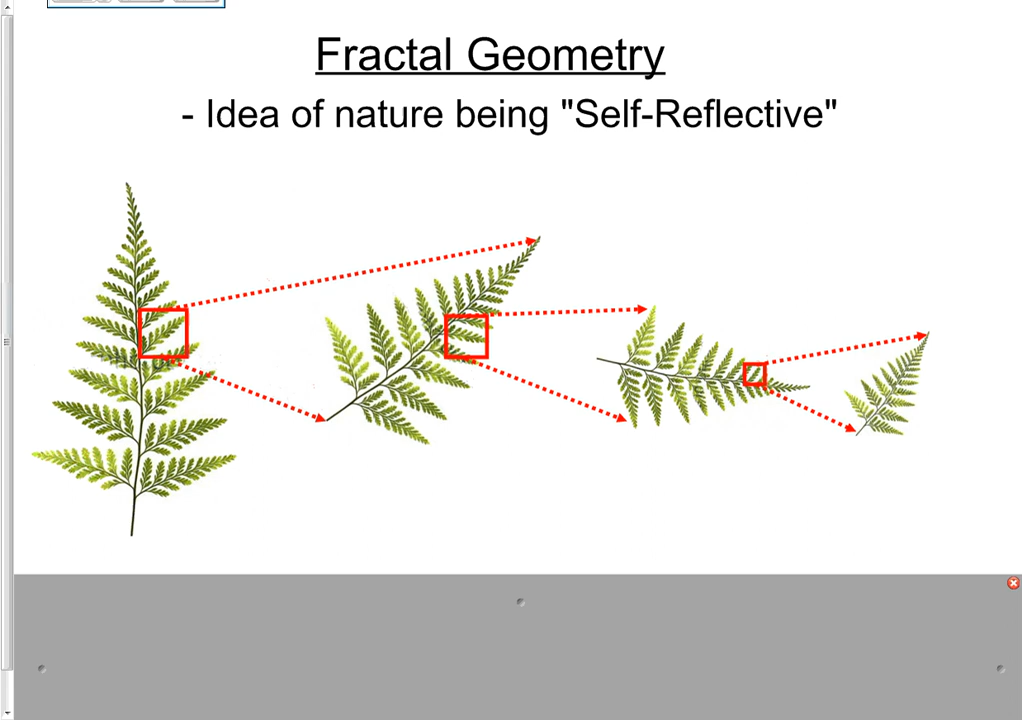 Fractal Geometry
- Idea of nature being "Self-Reflective"